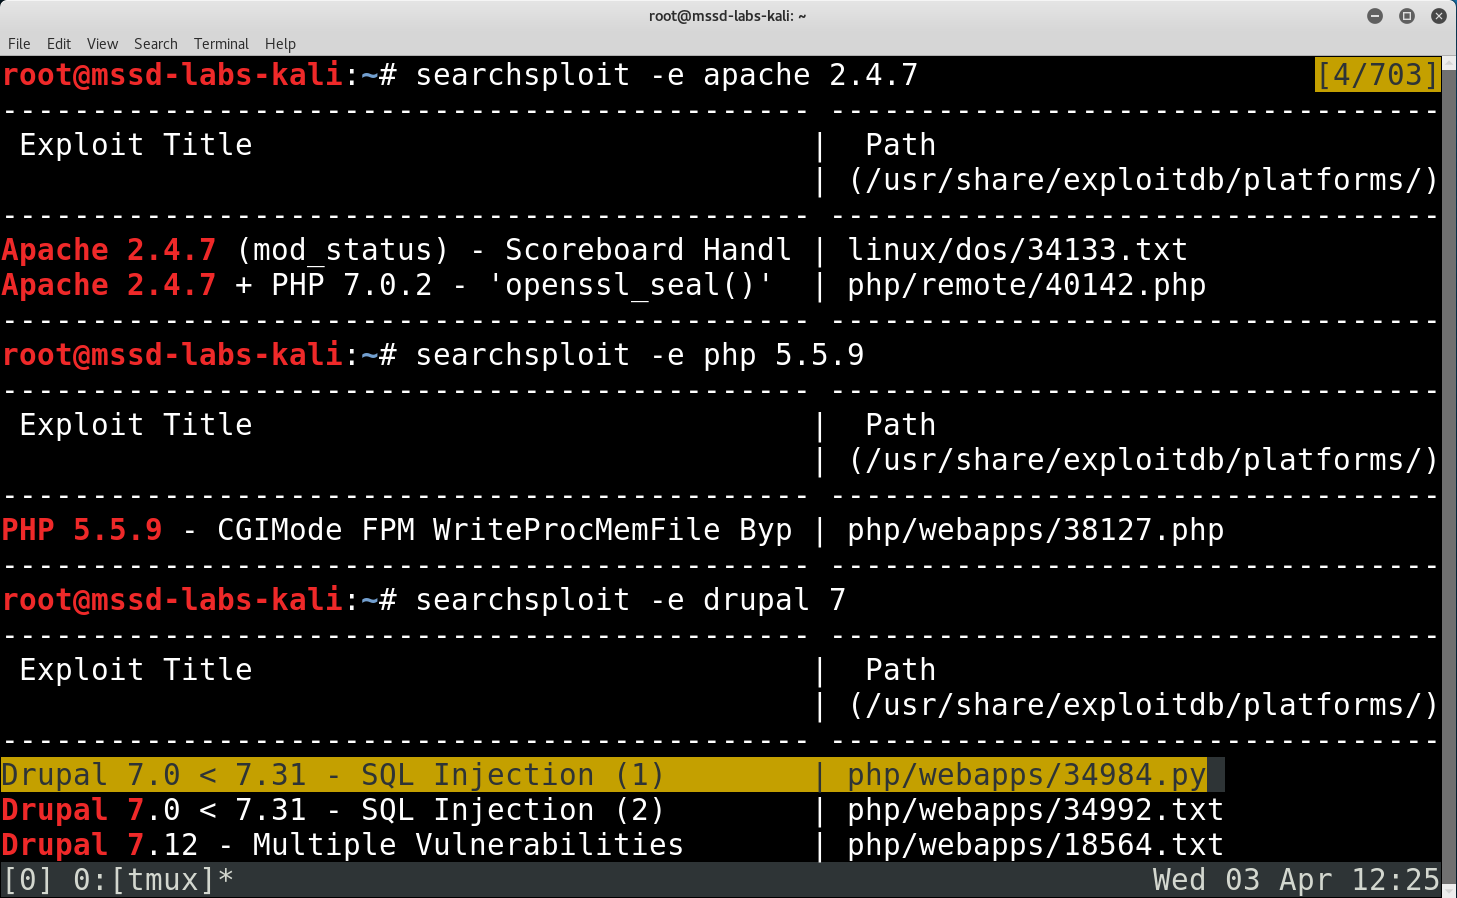 root@mssd-labs-kali: ~
File Edit View Search Terminal Help
root@mssd-labs-kali:~# searchsploit -e apache 2.4.7 [4/703]
--------------------------------------------- ----------------------------------
 Exploit Title                              |  Path
                                            | (/usr/share/exploitdb/platforms/)
--------------------------------------------- ----------------------------------
Apache 2.4.7 (mod_status) - Scoreboard Handl | linux/dos/34133.txt
Apache 2.4.7 + PHP 7.0.2 - 'openssl_seal()'  | php/remote/40142.php
--------------------------------------------- ----------------------------------
root@mssd-labs-kali:~# searchsploit -e php 5.5.9
--------------------------------------------- ----------------------------------
 Exploit Title                              |  Path
                                            | (/usr/share/exploitdb/platforms/)
--------------------------------------------- ----------------------------------
PHP 5.5.9 - CGIMode FPM WriteProcMemFile Byp | php/webapps/38127.php
--------------------------------------------- ----------------------------------
root@mssd-labs-kali:~# searchsploit -e drupal 7
--------------------------------------------- ----------------------------------
 Exploit Title                              |  Path
                                            | (/usr/share/exploitdb/platforms/)
--------------------------------------------- ----------------------------------
Drupal 7.0 < 7.31 - SQL Injection (1)        | php/webapps/34984.py
Drupal 7.0 < 7.31 - SQL Injection (2)        | php/webapps/34992.txt
Drupal 7.12 - Multiple Vulnerabilities       | php/webapps/18564.txt
[0] 0:[tmux]* Wed 03 Apr 12:25